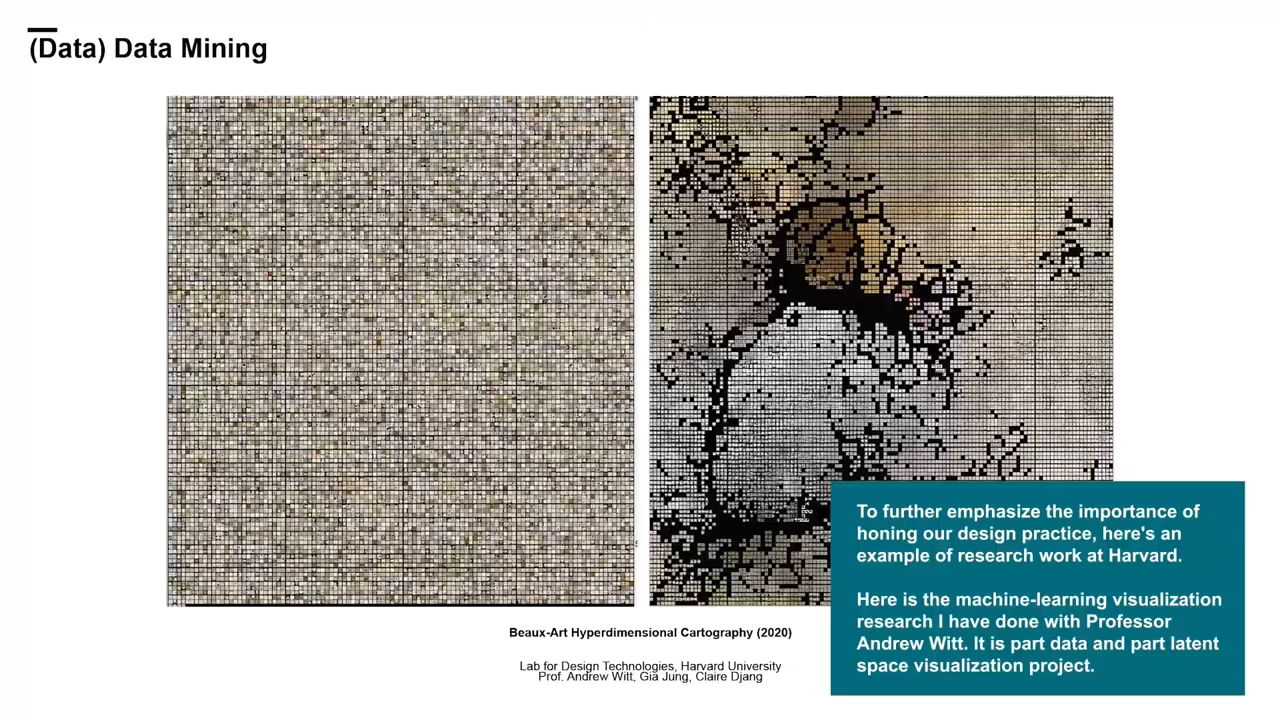 (Data) Data Mining
Beaux-Art Hyperdimensional Cartography (2020)
Lab for Design Technologies, Harvard University
Prof. Andrew Witt, Gia Jung, Claire Djang
To further emphasize the importance of
honing our design practice, here's an
example of research work at Harvard.
Here is the machine-learning visualization
research I have done with Professor
Andrew Witt. It is part data and part latent
space visualization project.